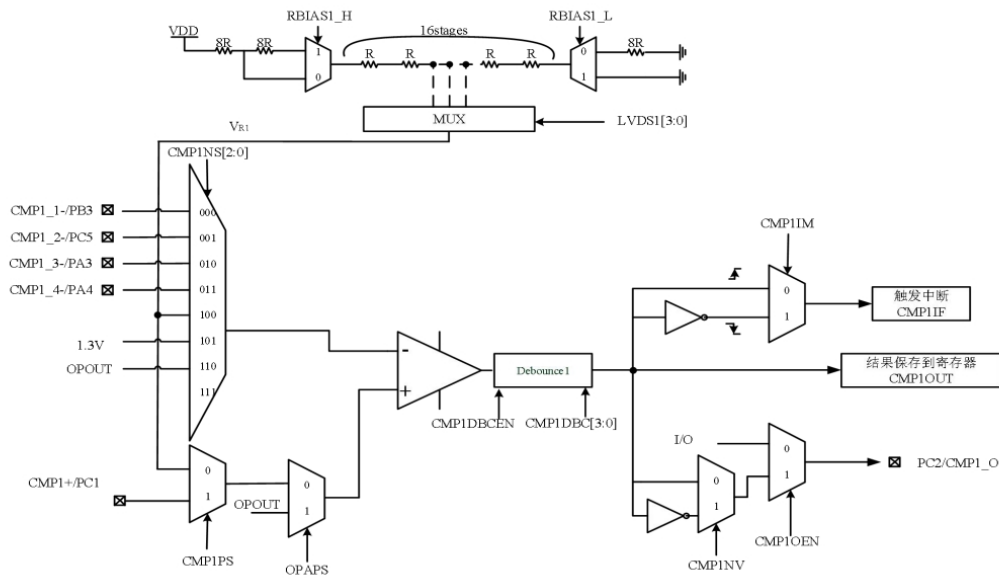 RBIAS1_H
RBIAS1_L
VDD
8R
8R
16stages
8R
1
0
R
R
R
R
0
1
MUX
LVDS1[3:0]
VR1
CMP1NS[2:0]
CMP1_1-/PB3
000
CMP1_2-/PC5
001
CMP1_3-/PA3
010
CMP1_4-/PA4
011
100
1.3V
101
OPOUT
110
111
CMP1IM
0
1
触发中断
CMP1IF
-
+
Debounce1
结果保存到寄存器
CMP1OUT
CMP1DBCEN
CMP1DBC[3:0]
I/O
0
1
PC2/CMP1_O
CMP1+/PC1
0
1
OPOUT
0
1
0
1
CMP1PS
OPAPS
CMP1NV
CMP1OEN